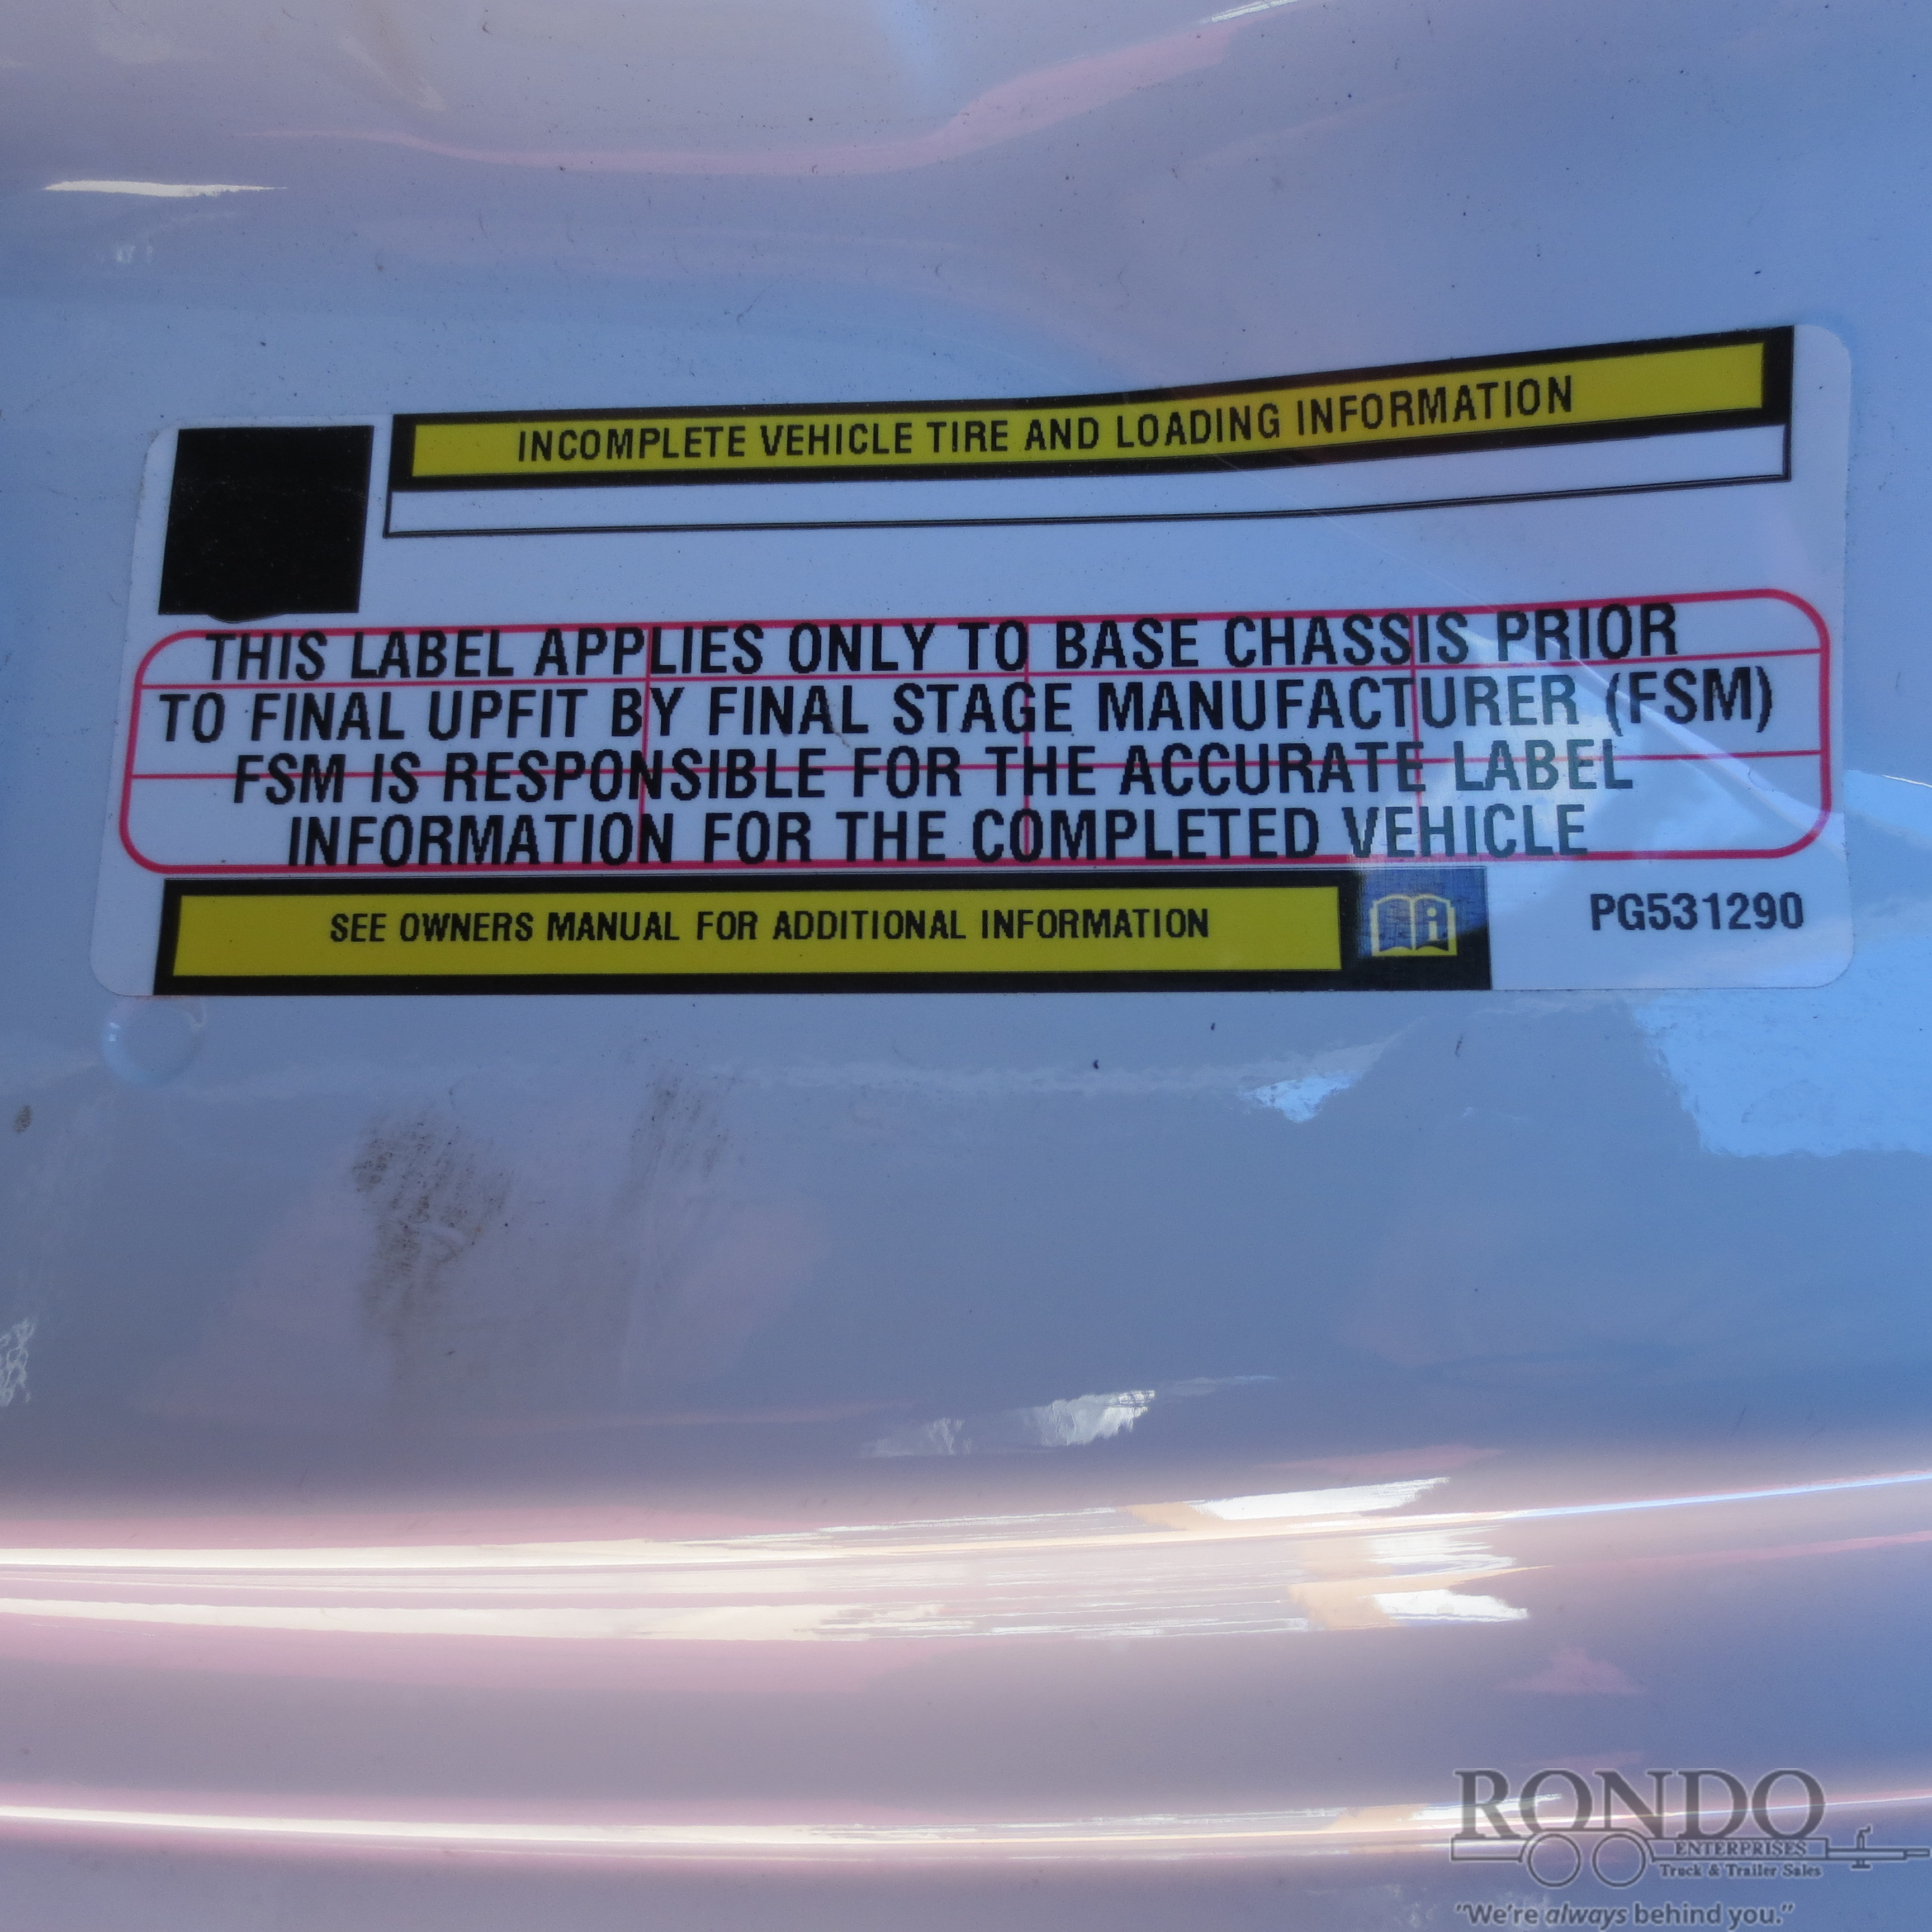 INCOMPLETE VEHICLE TIRE AND LOADING INFORMATION
THIS LABEL APPLIES ONLY TO BASE CHASSIS PRIOR
TO FINAL UPFIT BY FINAL STAGE MANUFACTURER (FSM)
FSM IS RESPONSIBLE FOR THE ACCURATE LABEL
INFORMATION FOR THE COMPLETED VEHICLE
SEE OWNERS MANUAL FOR ADDITIONAL INFORMATION
PG531290
RONDO
ENTERPRISES
Truck & Trailer Sales
"We're always behind you."